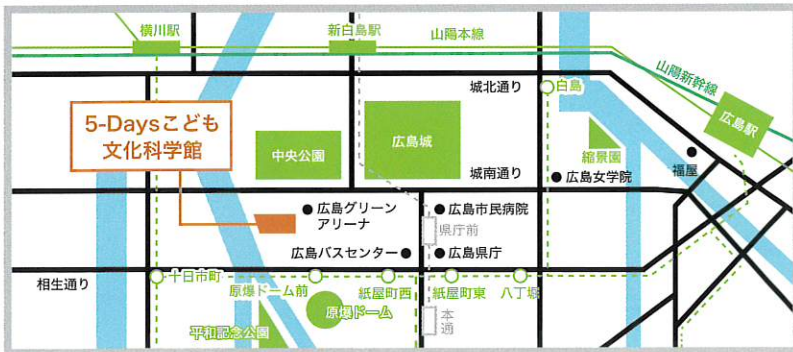 横川駅
新白島駅
山陽本線
山陽新幹線
城北通り
白島
広島駅
5-Daysこども
文化科学館
中央公園
広島城
縮景園
福屋
城南通り
広島女学院
広島グリーン
アリーナ
広島市民病院
県庁前
広島バスセンター
広島県庁
相生通り
十日市町
原爆ドーム前
紙屋町西
紙屋町東
八丁堀
平和記念公園
原爆ドーム
本通